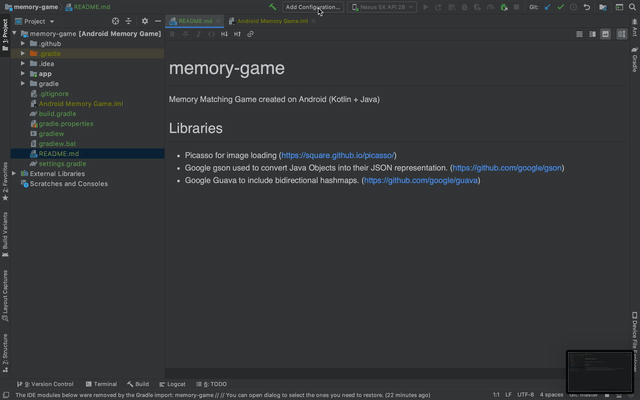 memory-game
README.md
Add Configuration...
Nexus 5X API 28
Git:
1: Project
Project
README.md
Android Memory Game.iml
Ant
memory-game [Android Memory Game]
.github
.gradle
.idea
app
gradle
.gitignore
Android Memory Game.iml
build.gradle
gradle.properties
gradlew
gradlew.bat
README.md
settings.gradle
External Libraries
Scratches and Consoles
Gradle
memory-game
Memory Matching Game created on Android (Kotlin + Java)
Libraries
Picasso for image loading (https://square.github.io/picasso/)
Google gson used to convert Java Objects into their JSON representation. (https://github.com/google/gson)
Google Guava to include bidirectional hashmaps. (https://github.com/google/guava)
2: Favorites
Build Variants
Layout Captures
7: Structure
Device File
9: Version Control
Terminal
Build
Logcat
6: TODO
The IDE modules below were removed by the Gradle import: memory-game // // You can open dialog to select the ones you need to restore. (22 minutes ago)
1:1 LF UTF-8 4 spaces